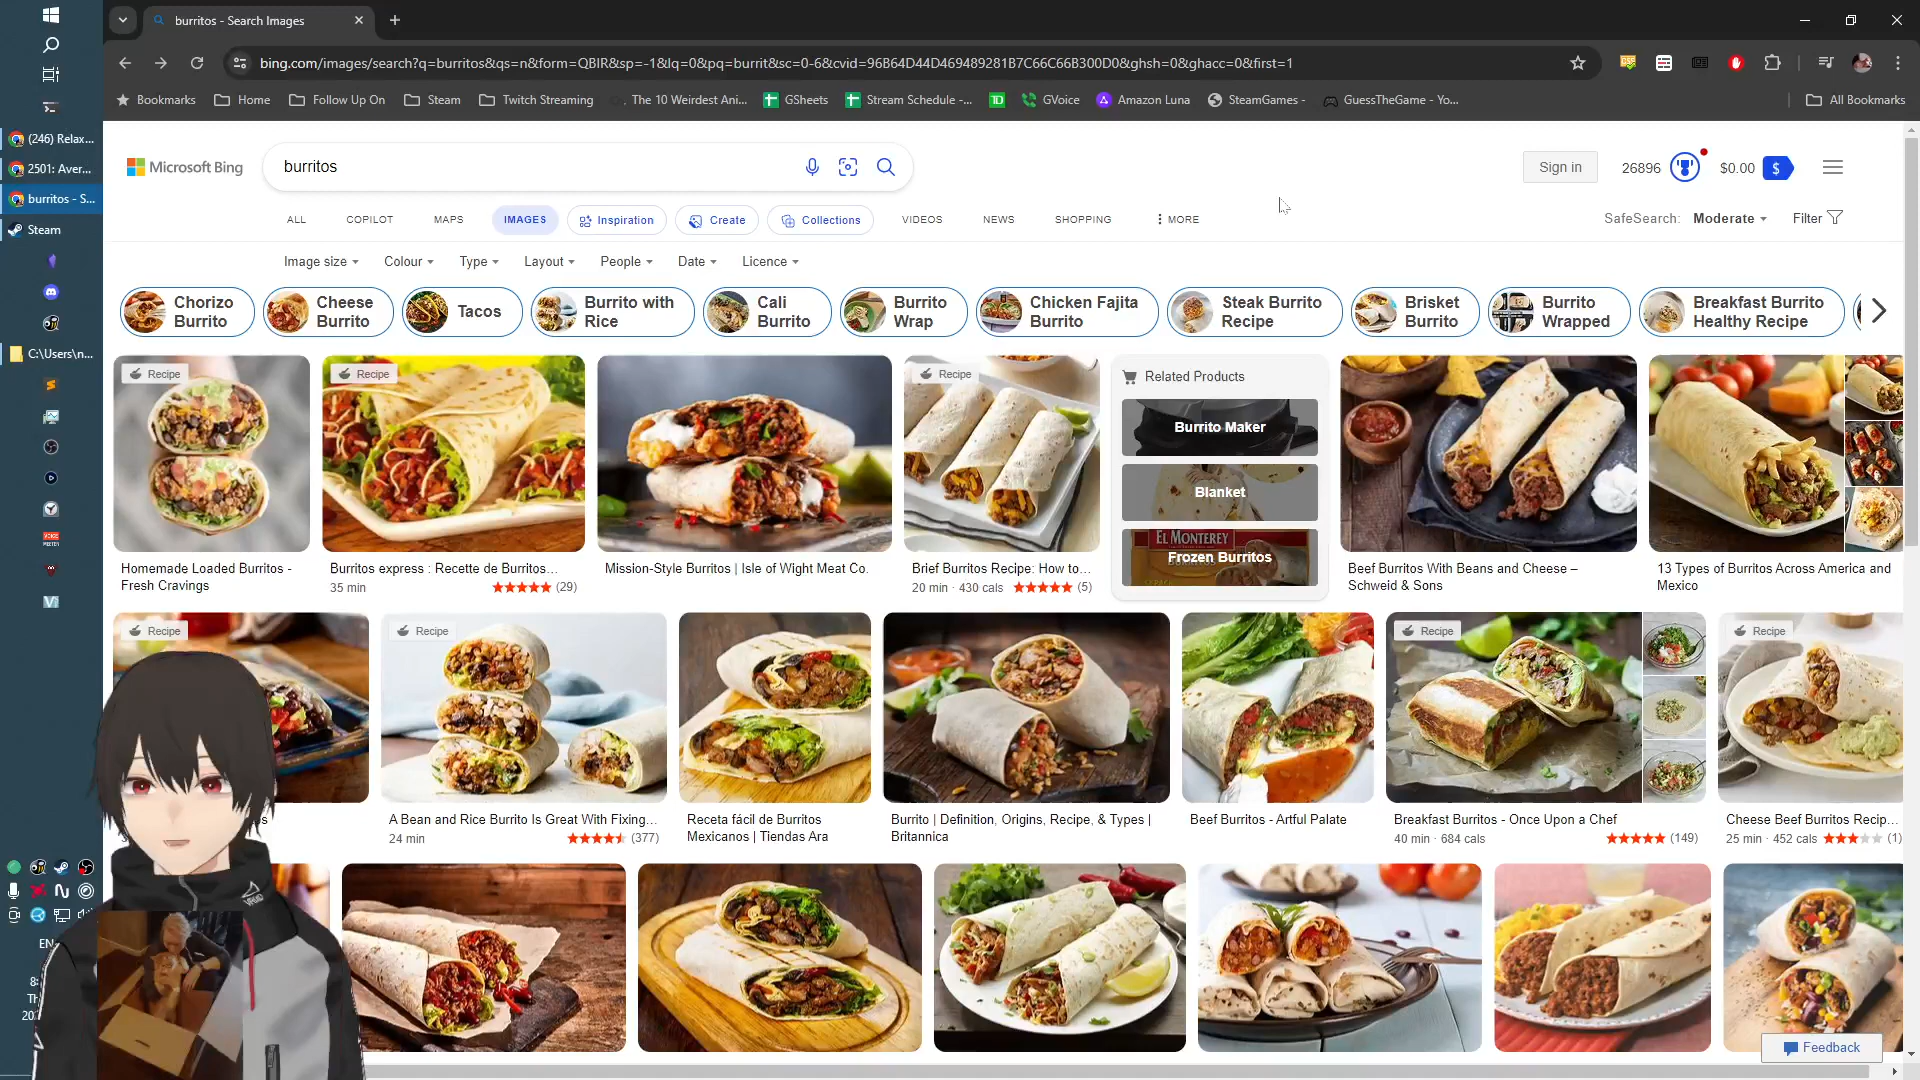 burritos - Search Images
bing.com/images/search?q=burritos&qs=n&form=QBIR&sp=-1&lq=0&pq=burrit&sc=0-6&cvid=96B64D44D469489281B7C66C66B300D0&ghsh=0&ghacc=0&first=1
Bookmarks
Home
Follow Up On
Steam
Twitch Streaming
The 10 Weirdest Ani...
GSheets
Stream Schedule -...
GVoice
Amazon Luna
SteamGames -
GuessTheGame - Yo...
All Bookmarks
(246) Relax...
2501: Aver...
burritos - S...
Steam
C:\Users\n...
Microsoft Bing
burritos
Sign in
26896
$0.00
ALL
COPILOT
MAPS
IMAGES
Inspiration
Create
Collections
VIDEOS
NEWS
SHOPPING
MORE
SafeSearch: Moderate
Filter
Image size
Colour
Type
Layout
People
Date
Licence
Chorizo
Burrito
Cheese
Burrito
Tacos
Burrito with
Rice
Cali
Burrito
Burrito
Wrap
Chicken Fajita
Burrito
Steak Burrito
Recipe
Brisket
Burrito
Burrito
Wrapped
Breakfast Burrito
Healthy Recipe
Recipe
Homemade Loaded Burritos -
Fresh Cravings
Recipe
Burritos express : Recette de Burritos...
35 min
(29)
Mission-Style Burritos | Isle of Wight Meat Co.
Recipe
Brief Burritos Recipe: How to...
20 min · 430 cals
(5)
Related Products
Burrito Maker
Blanket
EL MONTEREY
Frozen Burritos
Beef Burritos With Beans and Cheese –
Schweid & Sons
13 Types of Burritos Across America and
Mexico
Recipe
Recipe
A Bean and Rice Burrito Is Great With Fixing...
24 min
(377)
Receta fácil de Burritos
Mexicanos | Tiendas Ara
Burrito | Definition, Origins, Recipe, & Types |
Britannica
Beef Burritos - Artful Palate
Recipe
Breakfast Burritos - Once Upon a Chef
40 min · 684 cals
(149)
Recipe
Cheese Beef Burritos Recip...
25 min · 452 cals
(1)
EN
Feedback